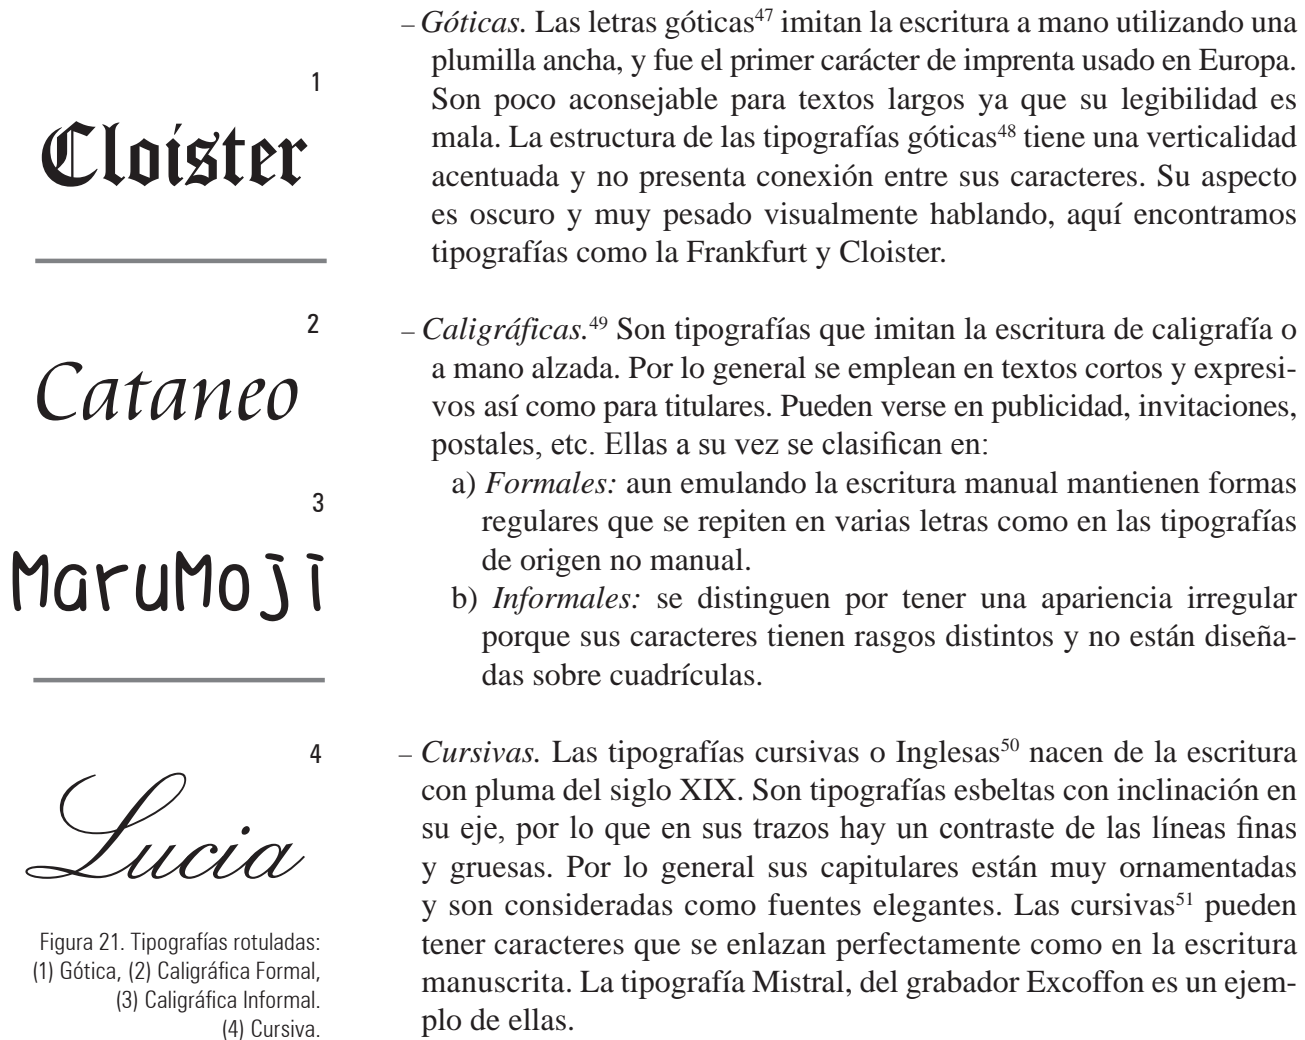 1
Cloister
2
Cataneo
3
MaruMoji
4
Lucia
Figura 21. Tipografías rotuladas:
(1) Gótica, (2) Caligráfica Formal,
(3) Caligráfica Informal.
(4) Cursiva.
– Góticas. Las letras góticas47 imitan la escritura a mano utilizando una
plumilla ancha, y fue el primer carácter de imprenta usado en Europa.
Son poco aconsejable para textos largos ya que su legibilidad es
mala. La estructura de las tipografías góticas48 tiene una verticalidad
acentuada y no presenta conexión entre sus caracteres. Su aspecto
es oscuro y muy pesado visualmente hablando, aquí encontramos
tipografías como la Frankfurt y Cloister.
– Caligráficas.49 Son tipografías que imitan la escritura de caligrafía o
a mano alzada. Por lo general se emplean en textos cortos y expresi-
vos así como para titulares. Pueden verse en publicidad, invitaciones,
postales, etc. Ellas a su vez se clasifican en:
a) Formales: aun emulando la escritura manual mantienen formas
regulares que se repiten en varias letras como en las tipografías
de origen no manual.
b) Informales: se distinguen por tener una apariencia irregular
porque sus caracteres tienen rasgos distintos y no están diseña-
das sobre cuadrículas.
– Cursivas. Las tipografías cursivas o Inglesas50 nacen de la escritura
con pluma del siglo XIX. Son tipografías esbeltas con inclinación en
su eje, por lo que en sus trazos hay un contraste de las líneas finas
y gruesas. Por lo general sus capitulares están muy ornamentadas
y son consideradas como fuentes elegantes. Las cursivas51 pueden
tener caracteres que se enlazan perfectamente como en la escritura
manuscrita. La tipografía Mistral, del grabador Excoffon es un ejem-
plo de ellas.